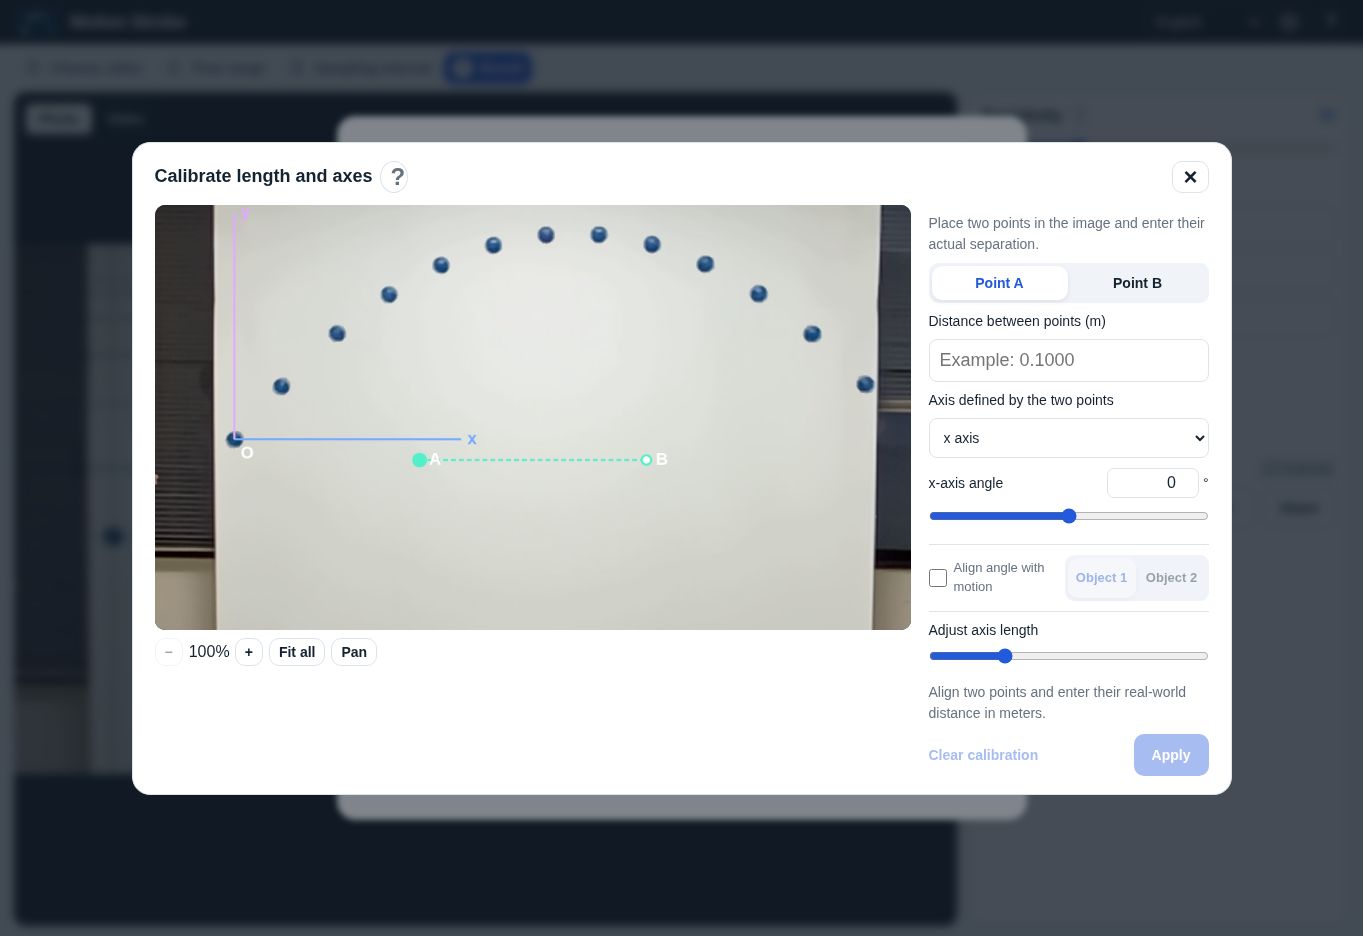 Calibrate length and axes ?
×
y
x
O
A
B
− 100% + Fit all Pan
Place two points in the image and enter their
actual separation.
Point A Point B
Distance between points (m)
Example: 0.1000
Axis defined by the two points
x axis
x-axis angle 0 °
Align angle with
motion
Object 1 Object 2
Adjust axis length
Align two points and enter their real-world
distance in meters.
Clear calibration Apply